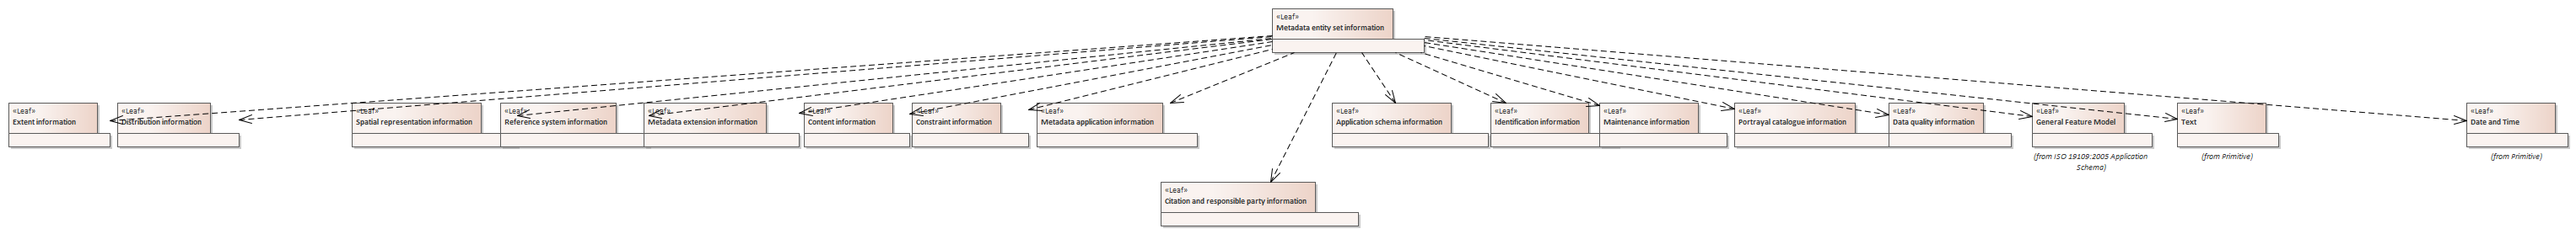 «Leaf»
Metadata entity set information
«Leaf»
Extent information
«Leaf»
Distribution information
«Leaf»
Spatial representation information
«Leaf»
Reference system information
«Leaf»
Metadata extension information
«Leaf»
Content information
«Leaf»
Constraint information
«Leaf»
Metadata application information
«Leaf»
Application schema information
«Leaf»
Identification information
«Leaf»
Maintenance information
«Leaf»
Portrayal catalogue information
«Leaf»
Data quality information
«Leaf»
General Feature Model
(from ISO 19109:2005 Application
Schema)
«Leaf»
Text
(from Primitive)
«Leaf»
Date and Time
(from Primitive)
«Leaf»
Citation and responsible party information